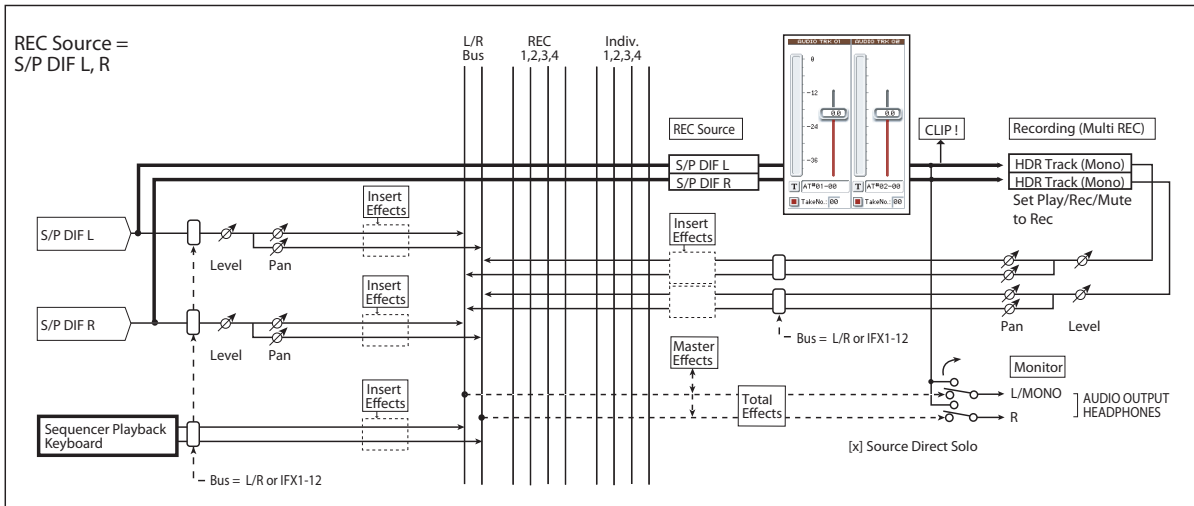 REC Source =
S/P DIF L, R
L/R
Bus
REC
1,2,3,4
Indiv.
1,2,3,4
AUDIO TRK 01
AUDIO TRK 02
0
-12
-24
-36
0.0
0.0
T AT#01-00
T AT#02-00
TakeNo.: 00
TakeNo.: 00
REC Source
CLIP !
Recording (Multi REC)
S/P DIF L
S/P DIF R
HDR Track (Mono)
HDR Track (Mono)
Set Play/Rec/Mute
to Rec
S/P DIF L
Level
Pan
Insert
Effects
Insert
Effects
S/P DIF R
Level
Pan
Insert
Effects
Pan
Level
Bus = L/R or IFX1-12
Master
Effects
Monitor
Sequencer Playback
Keyboard
Insert
Effects
Total
Effects
L/MONO
R
AUDIO OUTPUT
HEADPHONES
[x] Source Direct Solo
Bus = L/R or IFX1-12